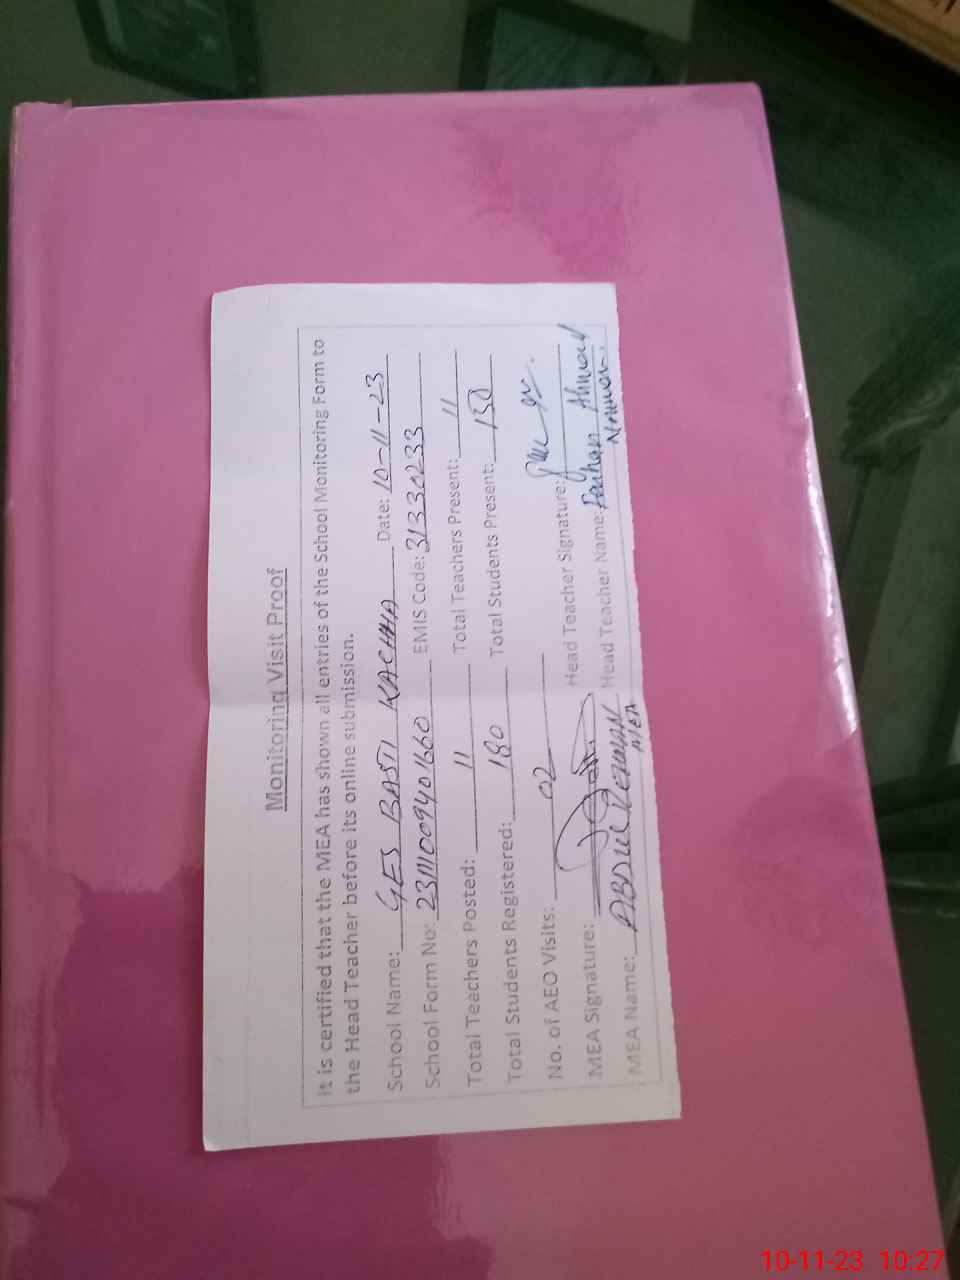 Monitoring Visit Proof
It is certified that the MEA has shown all entries of the School Monitoring Form to
the Head Teacher before its online submission.
School Name: GES BASTI KACHHA Date: 10-11-23
School Form No: EMIS Code: 31330233
Total Teachers Posted: 11 Total Teachers Present: 11
Total Students Registered: 180 Total Students Present: 158
No. of AEO Visits: 02
MEA Signature: Head Teacher Signature:
MEA Name: ABDUL REHMAN Head Teacher Name: Farhan Ahmad
MEA Nouman
10-11-23 10:27